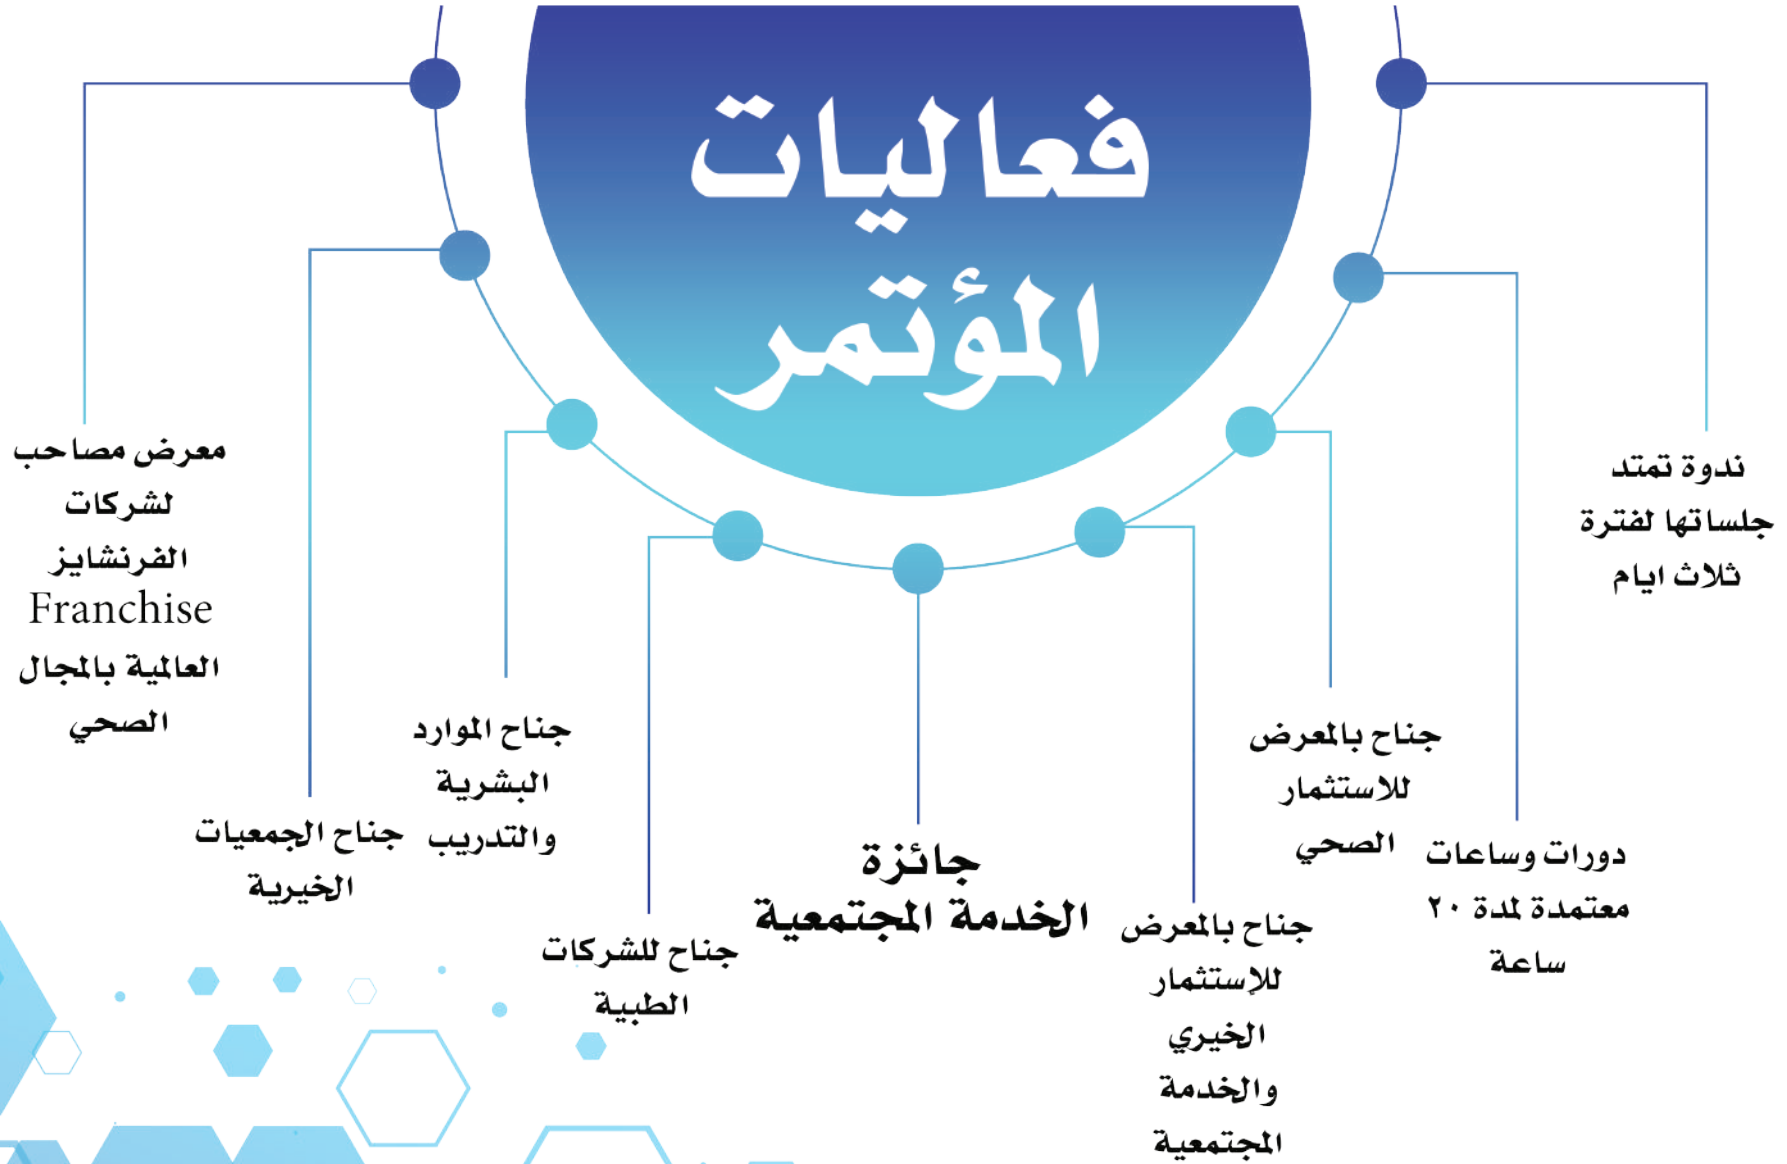 فعاليات
المؤتمر
ندوة تمتد
جلساتها لفترة
ثلاث ايام
دورات وساعات
معتمدة لمدة ٢٠
ساعة
جناح بالمعرض
للاستثمار
الصحي
جناح بالمعرض
للإستثمار
الخيري
والخدمة
المجتمعية
جائزة
الخدمة المجتمعية
جناح للشركات
الطبية
جناح الموارد
البشرية
والتدريب
جناح الجمعيات
الخيرية
معرض مصاحب
لشركات
الفرنشايز
Franchise
العالمية بالمجال
الصحي